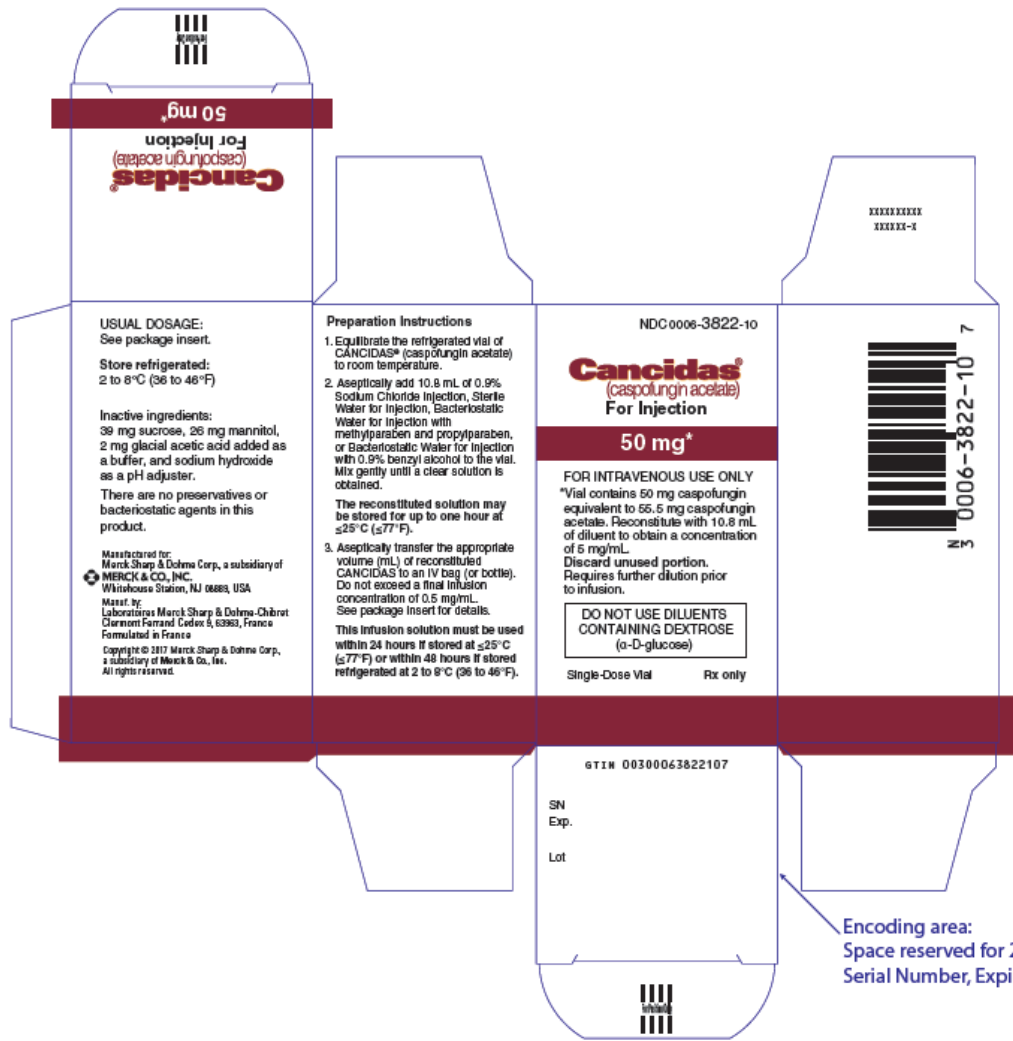 50 mg*
For Injection
(caspofungin acetate)
Cancidas®
USUAL DOSAGE:
See package insert.
Store refrigerated:
2 to 8°C (36 to 46°F)
Inactive ingredients:
39 mg sucrose, 26 mg mannitol,
2 mg glacial acetic acid added as
a buffer, and sodium hydroxide
as a pH adjuster.
There are no preservatives or
bacteriostatic agents in this
product.
Manufactured for:
Merck Sharp & Dohme Corp., a subsidiary of
MERCK & CO., INC.
Whitehouse Station, NJ 08889, USA
Manuf. by:
Laboratoires Merck Sharp & Dohme-Chibret
Clermont Ferrand Cedex 9, 63963, France
Formulated in France
Copyright © 2017 Merck Sharp & Dohme Corp.,
a subsidiary of Merck & Co., Inc.
All rights reserved.
Preparation Instructions
1. Equilibrate the refrigerated vial of
CANCIDAS® (caspofungin acetate)
to room temperature.
2. Aseptically add 10.8 mL of 0.9%
Sodium Chloride Injection, Sterile
Water for Injection, Bacteriostatic
Water for Injection with
methylparaben and propylparaben,
or Bacteriostatic Water for Injection
with 0.9% benzyl alcohol to the vial.
Mix gently until a clear solution is
obtained.
The reconstituted solution may
be stored for up to one hour at
≤25°C (≤77°F).
3. Aseptically transfer the appropriate
volume (mL) of reconstituted
CANCIDAS to an IV bag (or bottle).
Do not exceed a final infusion
concentration of 0.5 mg/mL.
See package insert for details.
This infusion solution must be used
within 24 hours if stored at ≤25°C
(≤77°F) or within 48 hours if stored
refrigerated at 2 to 8°C (36 to 46°F).
NDC 0006-3822-10
Cancidas®
(caspofungin acetate)
For Injection
50 mg*
FOR INTRAVENOUS USE ONLY
*Vial contains 50 mg caspofungin
equivalent to 55.5 mg caspofungin
acetate. Reconstitute with 10.8 mL
of diluent to obtain a concentration
of 5 mg/mL.
Discard unused portion.
Requires further dilution prior
to infusion.
DO NOT USE DILUENTS
CONTAINING DEXTROSE
(α-D-glucose)
Single-Dose Vial Rx only
XXXXXXXXXX
XXXXXX-X
N3 0006-3822-10 7
GTIN 00300063822107
SN
Exp.
Lot
Encoding area:
Space reserved for 2
Serial Number, Expi